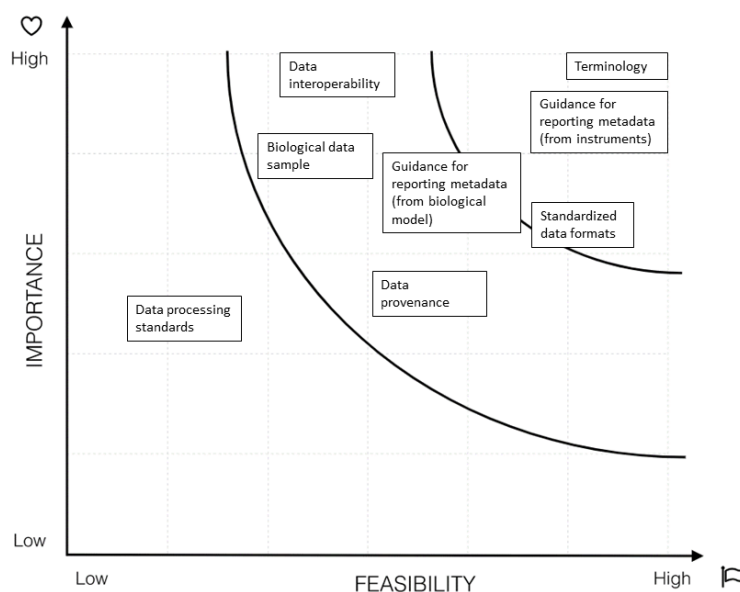 High
Data
interoperability
Terminology
Guidance for
reporting metadata
(from instruments)
Biological data
sample
Guidance for
reporting metadata
(from biological
model)
Standardized
data formats
Data
provenance
Data processing
standards
IMPORTANCE
Low
Low
FEASIBILITY
High